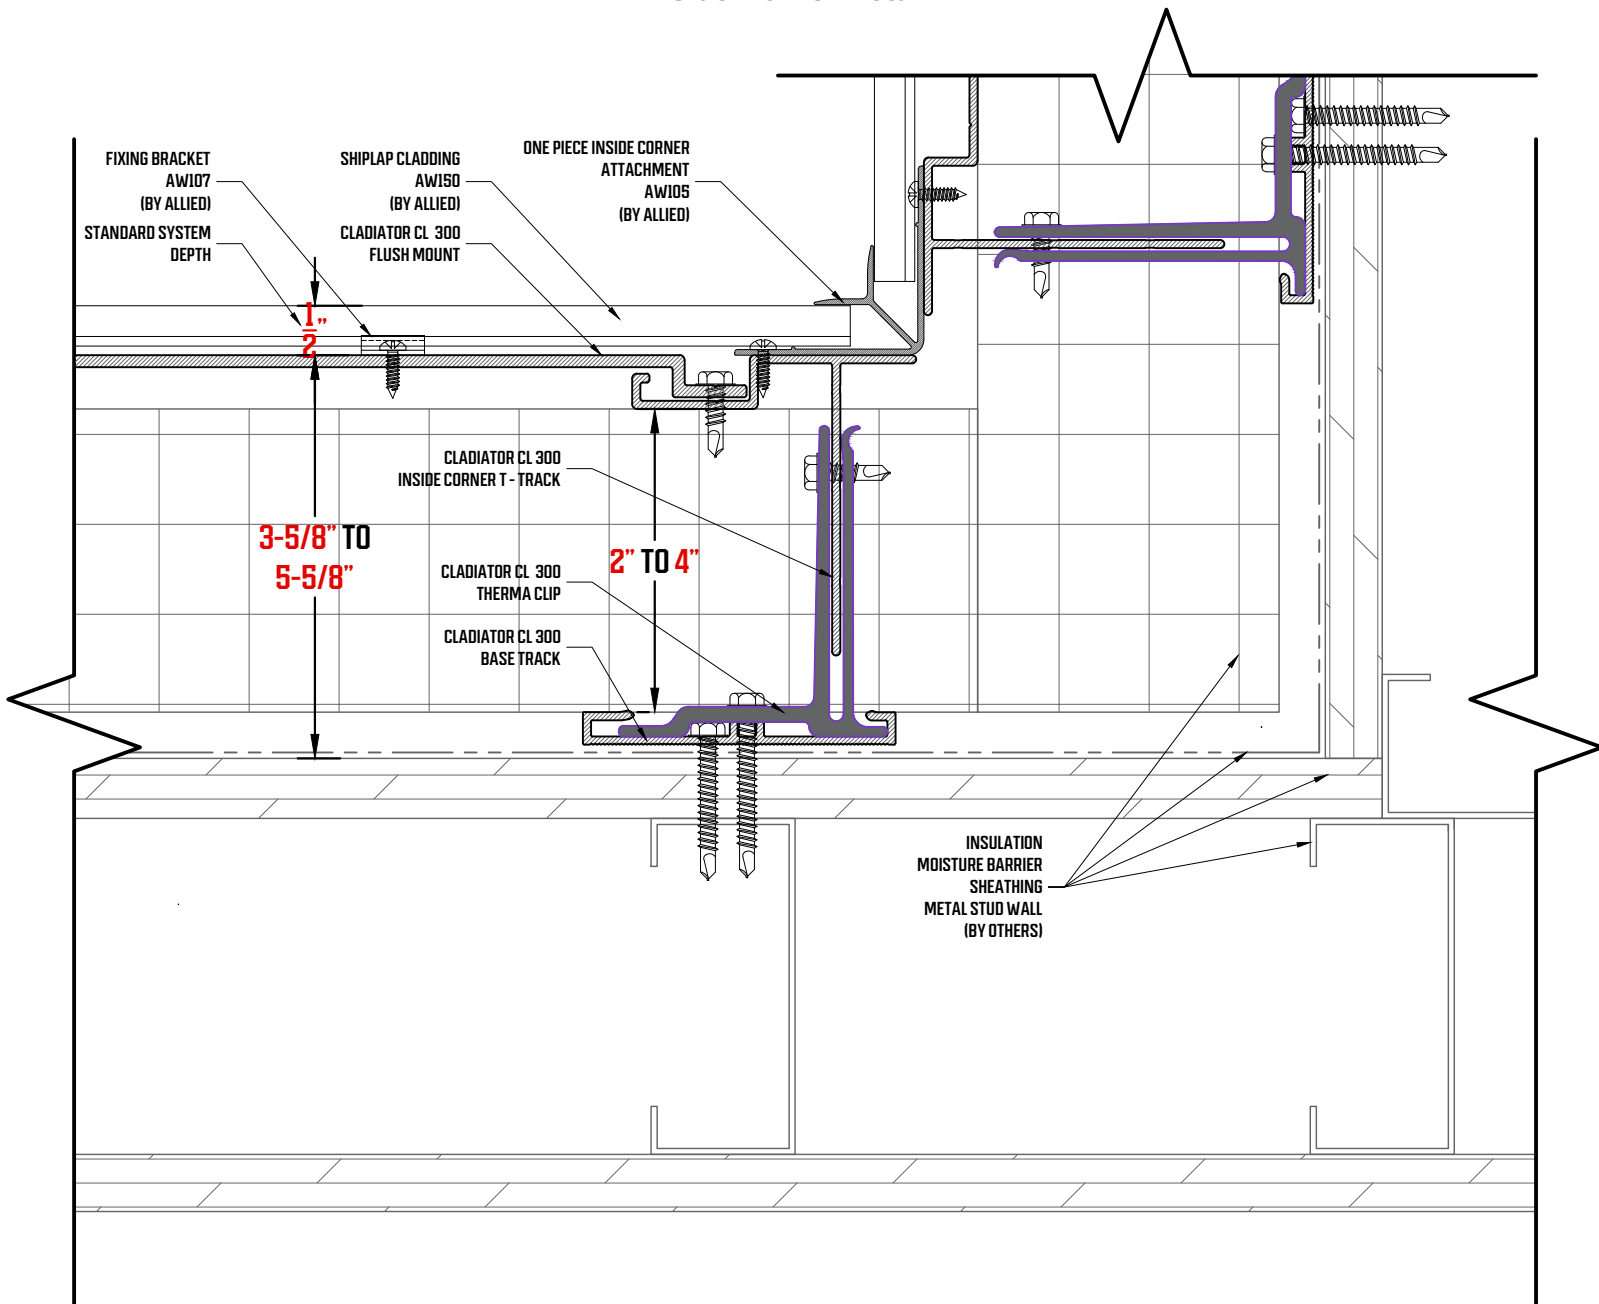 FIXING BRACKET
AW107
(BY ALLIED)
STANDARD SYSTEM
DEPTH
SHIPLAP CLADDING
AW150
(BY ALLIED)
CLADIATOR CL 300
FLUSH MOUNT
ONE PIECE INSIDE CORNER
ATTACHMENT
AW105
(BY ALLIED)
1/2"
CLADIATOR CL 300
INSIDE CORNER T - TRACK
3-5/8" TO
5-5/8"
2" TO 4"
CLADIATOR CL 300
THERMA CLIP
CLADIATOR CL 300
BASE TRACK
INSULATION
MOISTURE BARRIER
SHEATHING
METAL STUD WALL
(BY OTHERS)